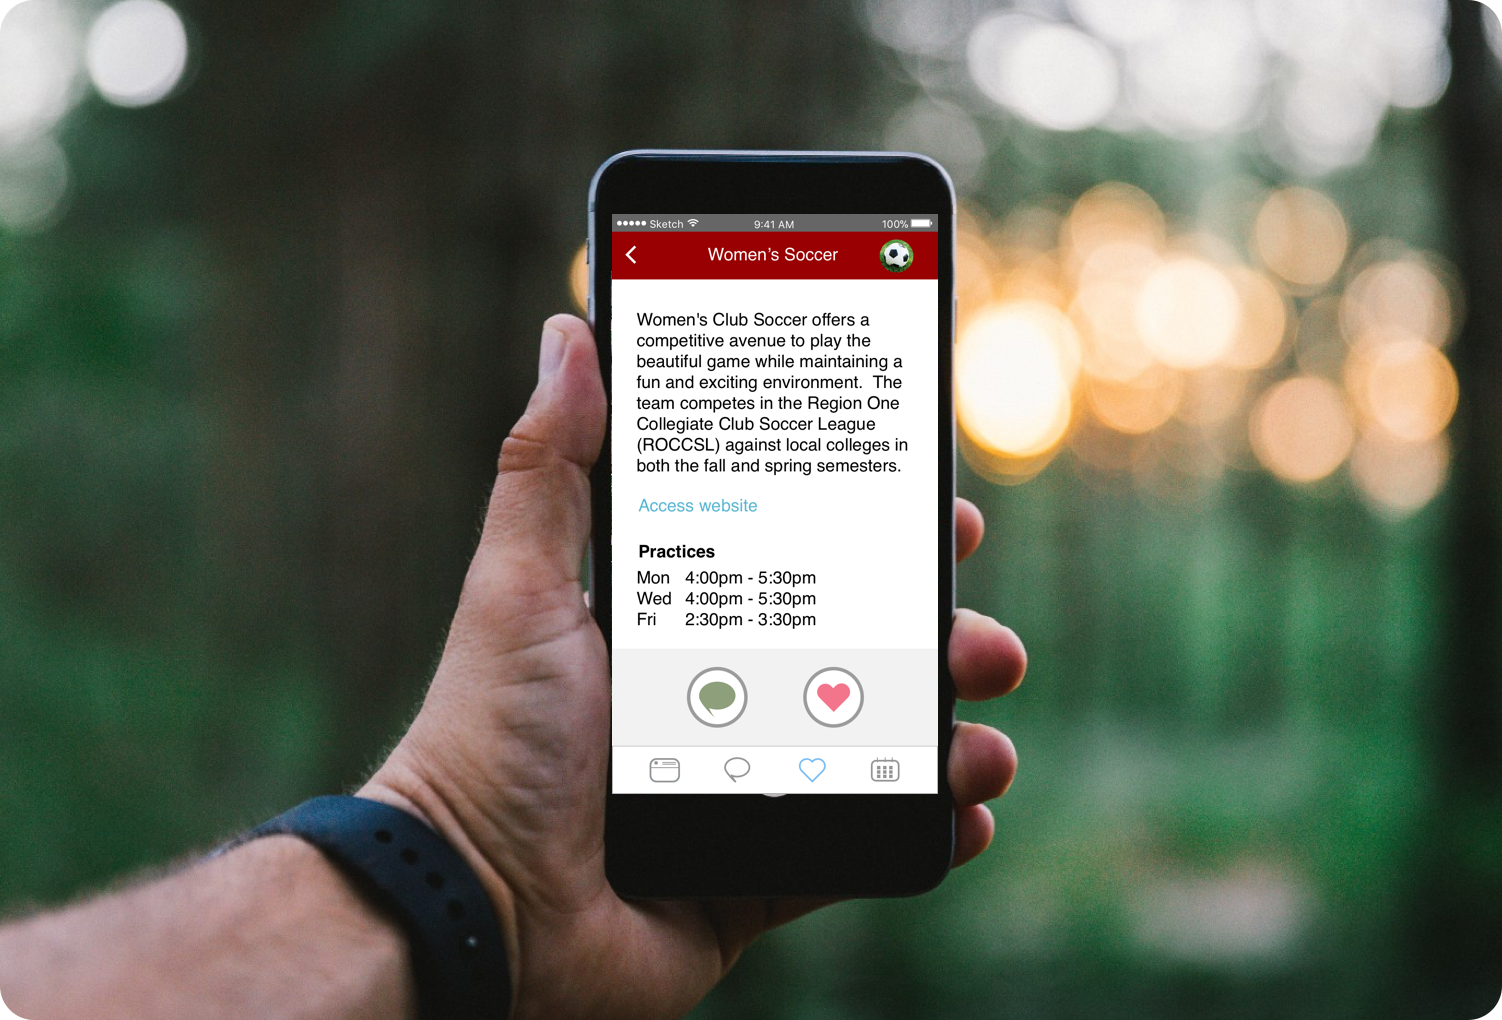 Sketch 9:41 AM 100%
Women's Soccer
Women's Club Soccer offers a
competitive avenue to play the
beautiful game while maintaining a
fun and exciting environment.  The
team competes in the Region One
Collegiate Club Soccer League
(ROCCSL) against local colleges in
both the fall and spring semesters.
Access website
Practices
Mon 4:00pm - 5:30pm
Wed 4:00pm - 5:30pm
Fri 2:30pm - 3:30pm